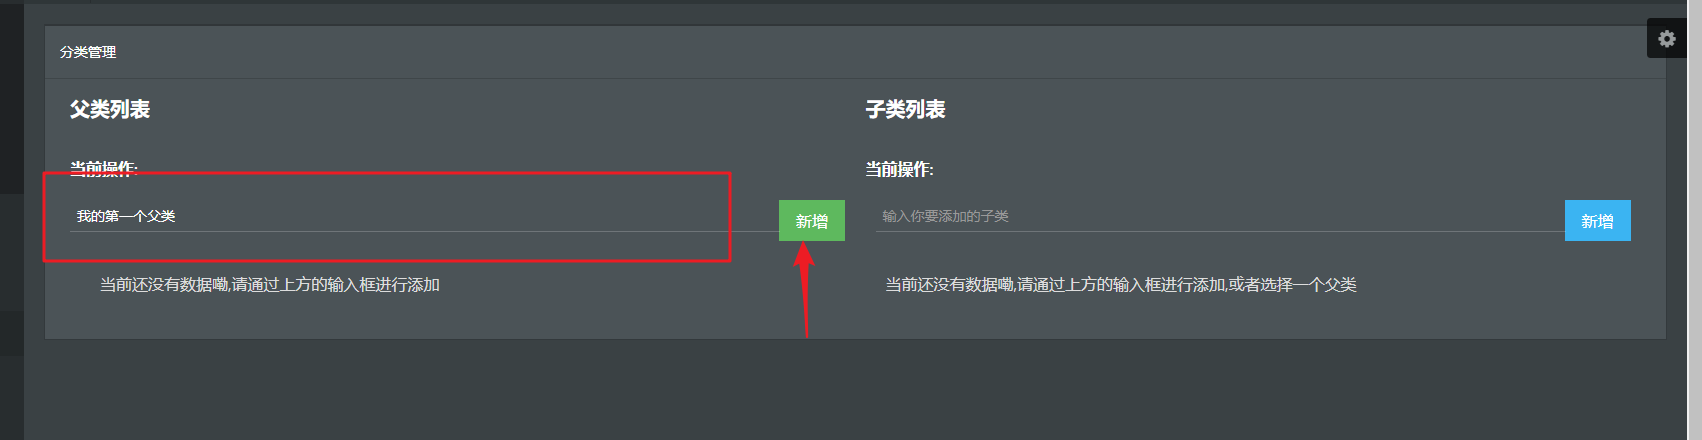 分类管理
父类列表
当前操作:
我的第一个父类
新增
当前还没有数据嘞,请通过上方的输入框进行添加
子类列表
当前操作:
输入你要添加的子类
新增
当前还没有数据嘞,请通过上方的输入框进行添加,或者选择一个父类